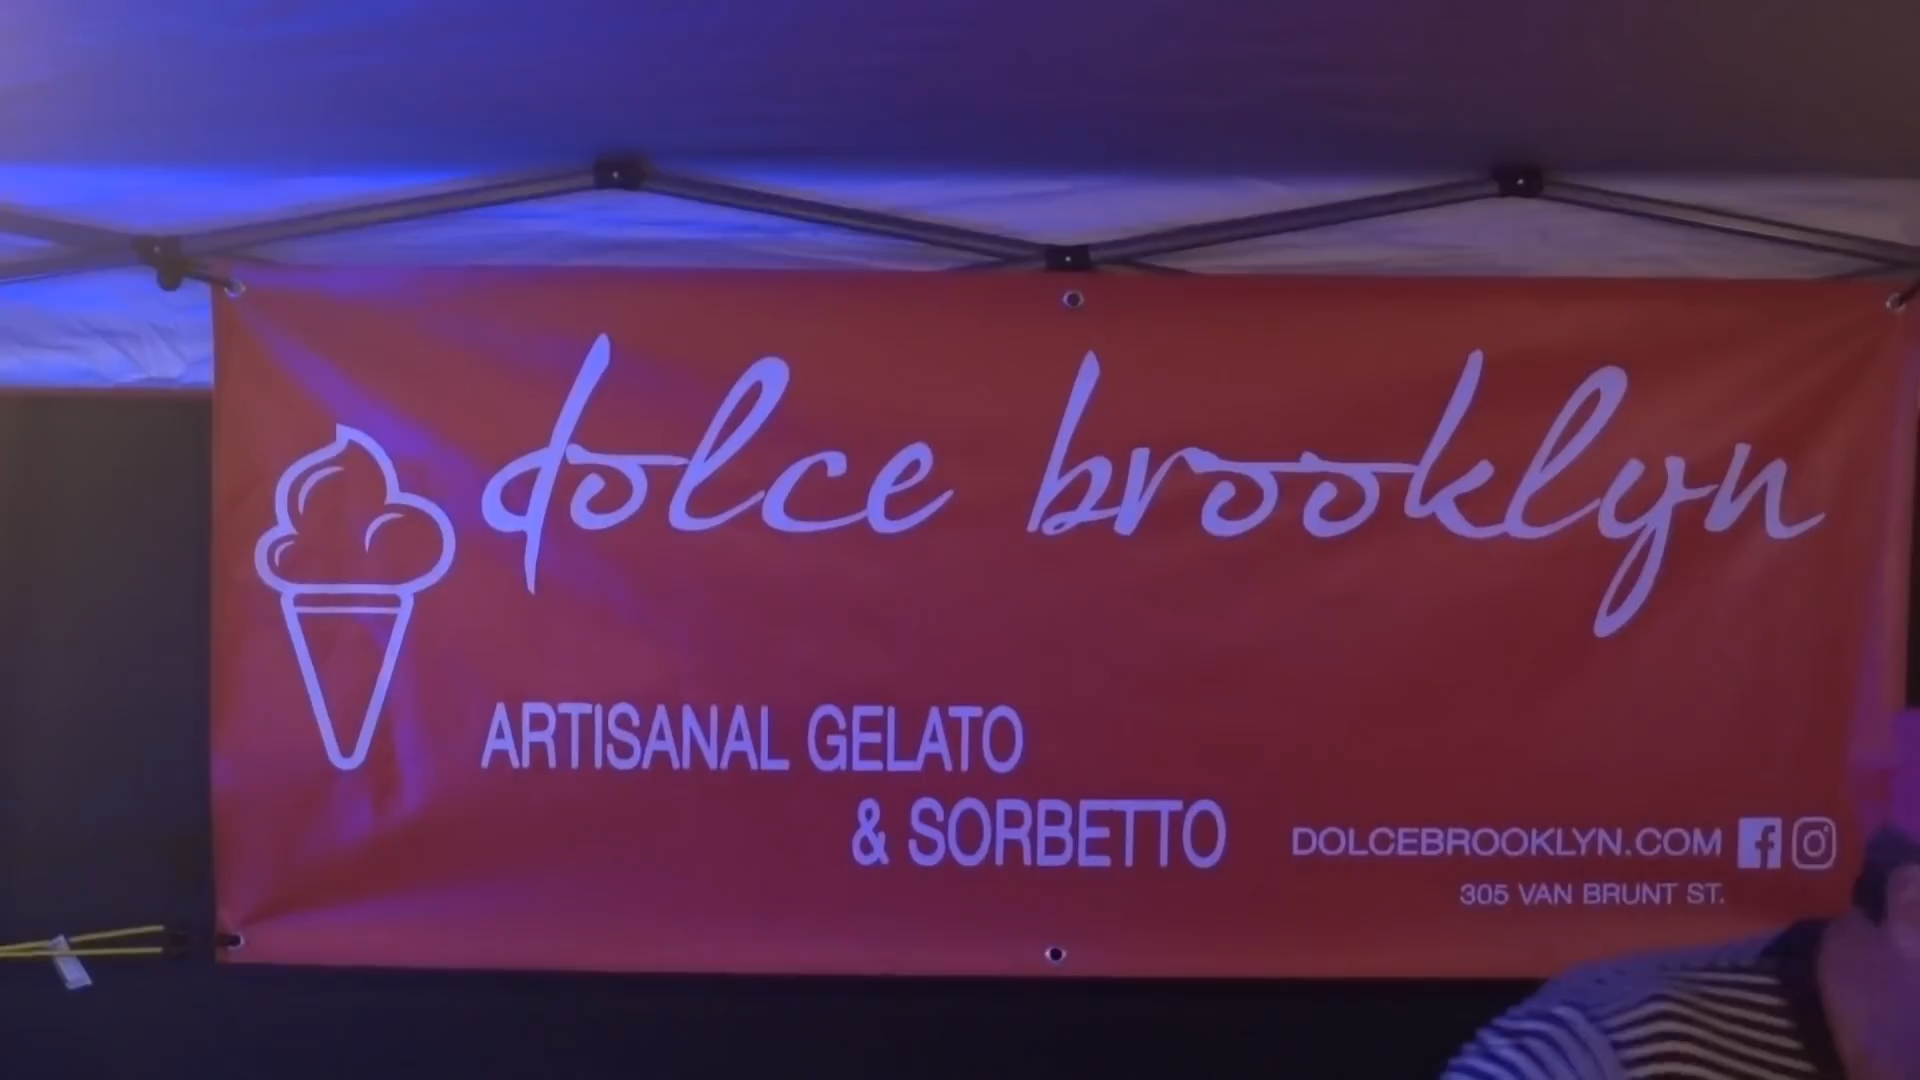 dolce brooklyn
ARTISANAL GELATO
& SORBETTO
DOLCEBROOKLYN.COM
305 VAN BRUNT ST.